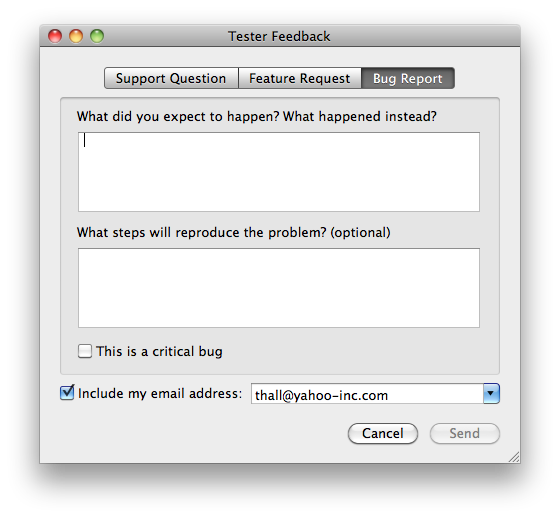 Tester Feedback
Support Question Feature Request Bug Report
What did you expect to happen? What happened instead?
What steps will reproduce the problem? (optional)
This is a critical bug
Include my email address: thall@yahoo-inc.com
Cancel Send